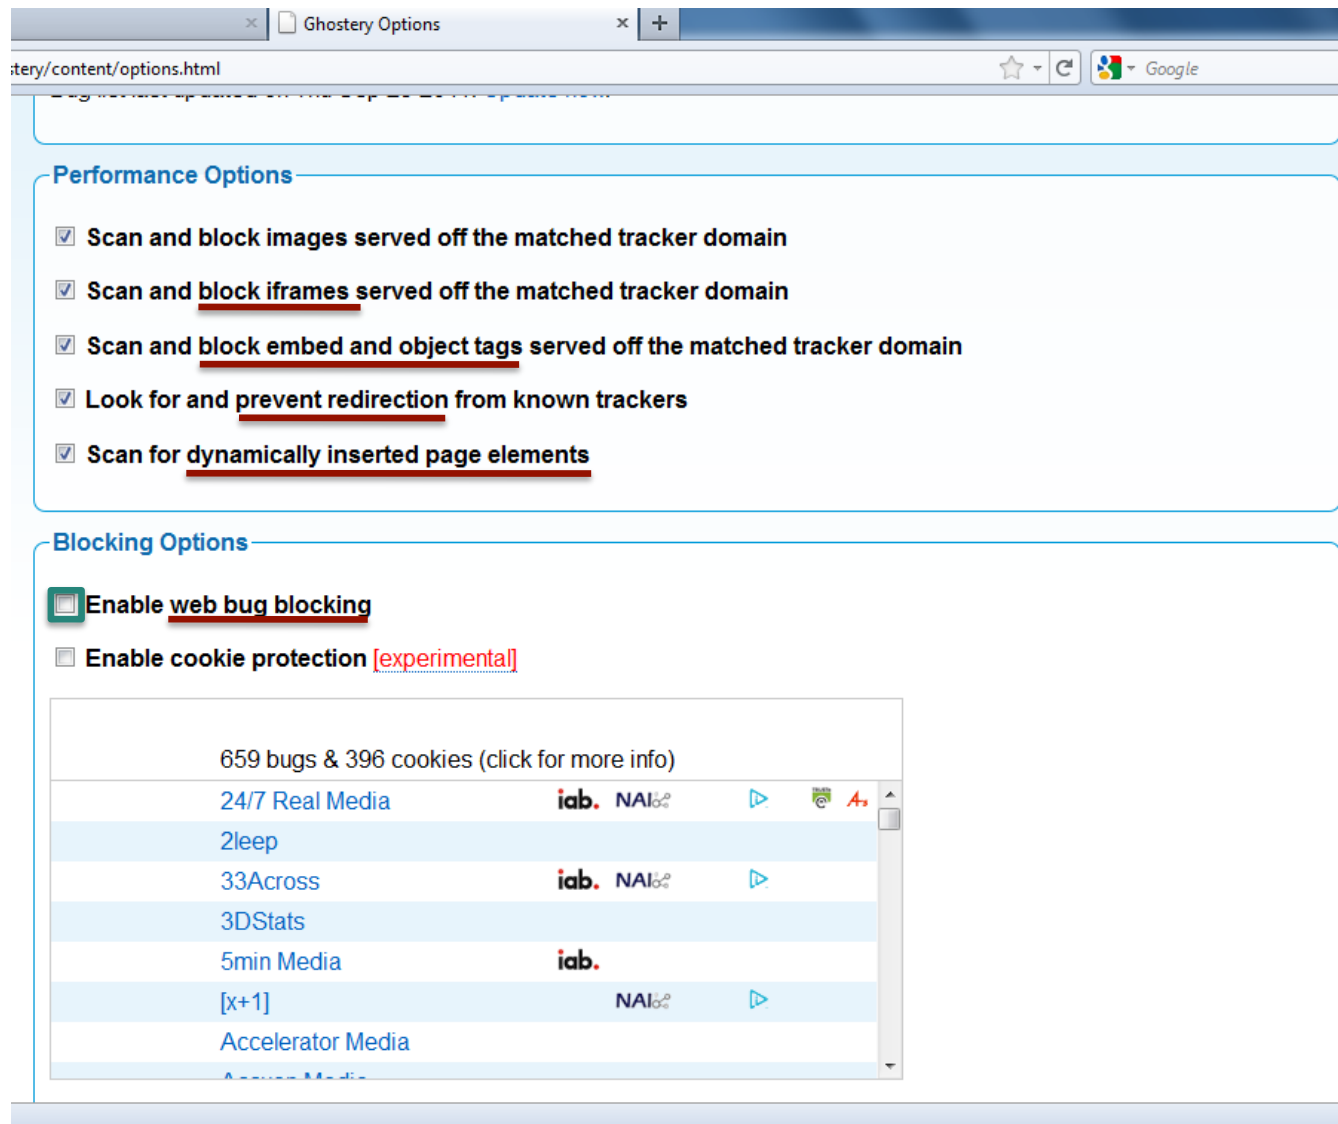 Ghostery Options
stery/content/options.html
Google
Performance Options
Scan and block images served off the matched tracker domain
Scan and block iframes served off the matched tracker domain
Scan and block embed and object tags served off the matched tracker domain
Look for and prevent redirection from known trackers
Scan for dynamically inserted page elements
Blocking Options
Enable web bug blocking
Enable cookie protection [experimental]
659 bugs & 396 cookies (click for more info)
24/7 Real Media iab. NAI
2leep
33Across iab. NAI
3DStats
5min Media iab.
[x+1] NAI
Accelerator Media